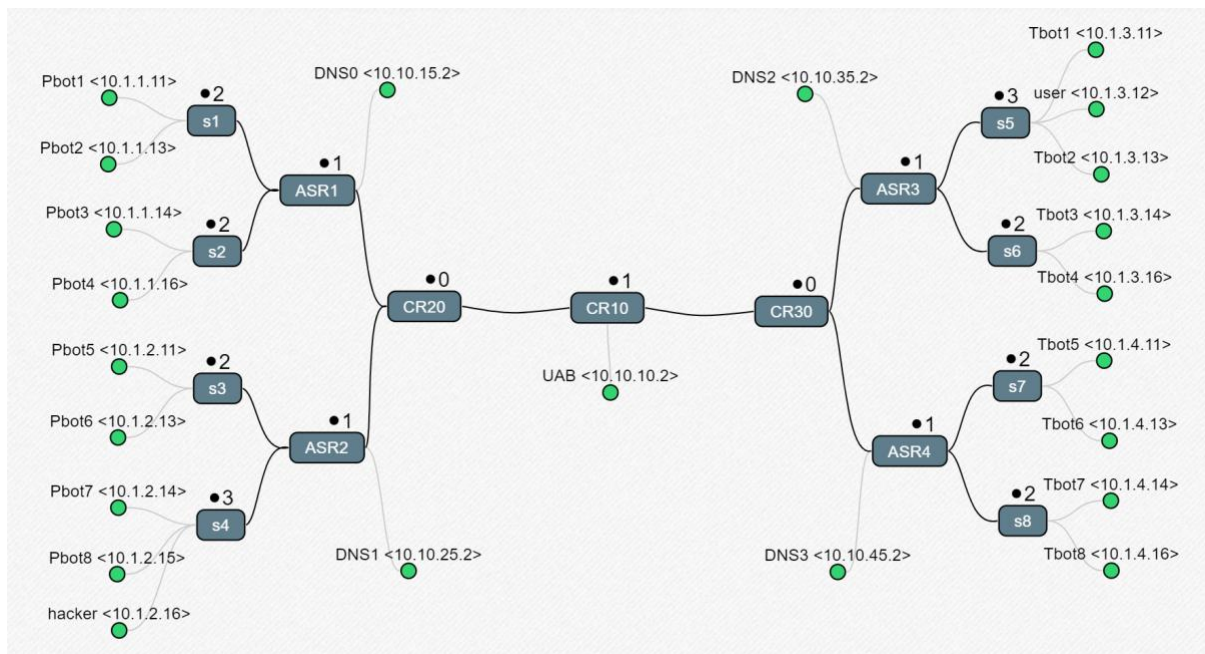 Pbot1 <10.1.1.11>
•2
s1
Pbot2 <10.1.1.13>
DNS0 <10.10.15.2>
•1
ASR1
Pbot3 <10.1.1.14>
•2
s2
Pbot4 <10.1.1.16>
•0
CR20
Pbot5 <10.1.2.11>
•2
s3
Pbot6 <10.1.2.13>
•1
ASR2
Pbot7 <10.1.2.14>
•3
s4
Pbot8 <10.1.2.15>
hacker <10.1.2.16>
DNS1 <10.10.25.2>
•1
CR10
UAB <10.10.10.2>
•0
CR30
DNS2 <10.10.35.2>
•1
ASR3
•3
s5
Tbot1 <10.1.3.11>
user <10.1.3.12>
Tbot2 <10.1.3.13>
•2
s6
Tbot3 <10.1.3.14>
Tbot4 <10.1.3.16>
•1
ASR4
DNS3 <10.10.45.2>
•2
s7
Tbot5 <10.1.4.11>
Tbot6 <10.1.4.13>
•2
s8
Tbot7 <10.1.4.14>
Tbot8 <10.1.4.16>